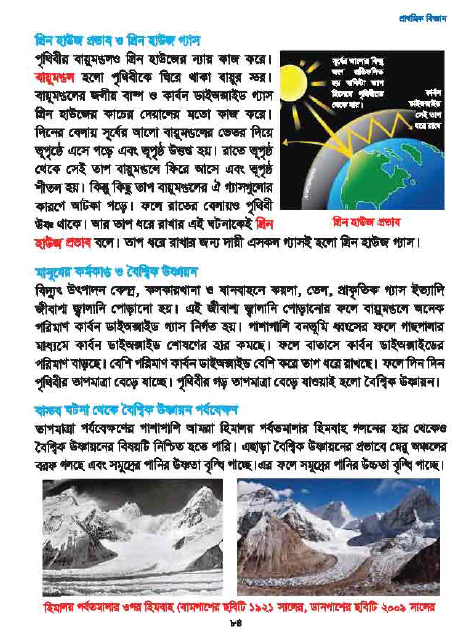 প্রাথমিক বিজ্ঞান
গ্রিন হাউজ প্রভাব ও গ্রিন হাউজ গ্যাস
পৃথিবীর বায়ুমণ্ডলও গ্রিন হাউজের ন্যায় কাজ করে।
বায়ুমণ্ডল হলো পৃথিবীকে ঘিরে থাকা বায়ুর স্তর।
বায়ুমণ্ডলের জলীয় বাষ্প ও কার্বন ডাইঅক্সাইড গ্যাস
গ্রিন হাউজের কাচের দেয়ালের মতো কাজ করে।
দিনের বেলায় সূর্যের আলো বায়ুমণ্ডলের ভেতর দিয়ে
ভূপৃষ্ঠে এসে পড়ে এবং ভূপৃষ্ঠ উত্তপ্ত হয়। রাতে ভূপৃষ্ঠ
থেকে সেই তাপ বায়ুমণ্ডলে ফিরে আসে এবং ভূপৃষ্ঠ
শীতল হয়। কিন্তু কিছু তাপ বায়ুমণ্ডলের ঐ গ্যাসগুলোর
কারণে আটকা পড়ে। ফলে রাতের বেলায়ও পৃথিবী
উষ্ণ থাকে। আর তাপ ধরে রাখার এই ঘটনাকেই গ্রিন
হাউজ প্রভাব বলে। তাপ ধরে রাখার জন্য দায়ী এসকল গ্যাসই হলো গ্রিন হাউজ গ্যাস।
সূর্যের আলোর কিছু
অংশ প্রতিফলিত
হয় বাকিটা তাপ
হিসেবে পৃথিবীতে
থেকে যায়।
কার্বন
ডাইঅক্সাইড
সেই তাপ
ধরে রাখে
গ্রিন হাউজ প্রভাব
মানুষের কর্মকাণ্ড ও বৈশ্বিক উষ্ণায়ন
বিদ্যুৎ উৎপাদন কেন্দ্র, কলকারখানা ও যানবাহনে কয়লা, তেল, প্রাকৃতিক গ্যাস ইত্যাদি
জীবাশ্ম জ্বালানি পোড়ানো হয়। এই জীবাশ্ম জ্বালানি পোড়ানোর ফলে বায়ুমণ্ডলে অনেক
পরিমাণ কার্বন ডাইঅক্সাইড গ্যাস নির্গত হয়। পাশাপাশি বনভূমি ধ্বংসের ফলে গাছপালার
মাধ্যমে কার্বন ডাইঅক্সাইড শোষণের হার কমছে। ফলে বাতাসে কার্বন ডাইঅক্সাইডের
পরিমাণ বাড়ছে। বেশি পরিমাণ কার্বন ডাইঅক্সাইড বেশি করে তাপ ধরে রাখছে। ফলে দিন দিন
পৃথিবীর তাপমাত্রা বেড়ে যাচ্ছে। পৃথিবীর গড় তাপমাত্রা বেড়ে যাওয়াই হলো বৈশ্বিক উষ্ণায়ন।
বাস্তব ঘটনা থেকে বৈশ্বিক উষ্ণায়ন পর্যবেক্ষণ
তাপমাত্রা পর্যবেক্ষণের পাশাপাশি আমরা হিমালয় পর্বতমালার হিমবাহ গলনের হার থেকেও
বৈশ্বিক উষ্ণায়নের বিষয়টি নিশ্চিত হতে পারি। এছাড়া বৈশ্বিক উষ্ণায়নের প্রভাবে মেরু অঞ্চলের
বরফ গলছে এবং সমুদ্রের পানির উষ্ণতা বৃদ্ধি পাচ্ছে।এর ফলে সমুদ্রের পানির উচ্চতা বৃদ্ধি পাচ্ছে।
হিমালয় পর্বতমালার ওপর হিমবাহ (বামপাশের ছবিটি ১৯২১ সালের, ডানপাশের ছবিটি ২০০৯ সালের
৮৪